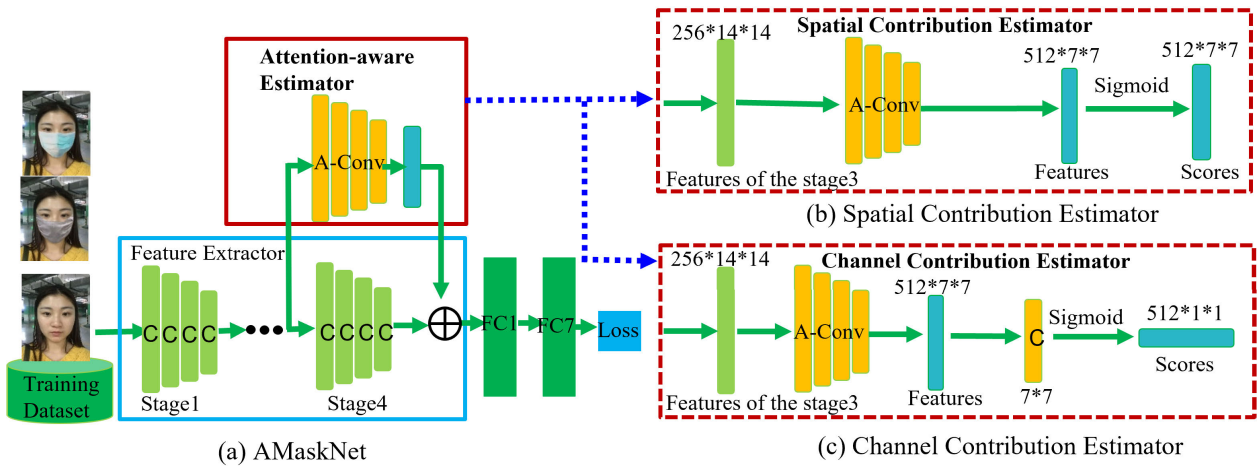 Attention-aware
Estimator
A-Conv
Feature Extractor
C C C C
Stage1
C C C C
Stage4
FC1
FC7
Loss
Training
Dataset
(a) AMaskNet
Spatial Contribution Estimator
256*14*14
A-Conv
512*7*7
Sigmoid
512*7*7
Features of the stage3
Features
Scores
(b) Spatial Contribution Estimator
Channel Contribution Estimator
256*14*14
A-Conv
512*7*7
C
Sigmoid
512*1*1
Features of the stage3
Features
7*7
Scores
(c) Channel Contribution Estimator